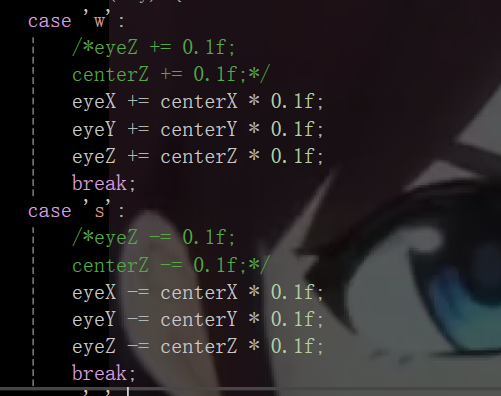 case 'w':
/*eyeZ += 0.1f;
centerZ += 0.1f;*/
eyeX += centerX * 0.1f;
eyeY += centerY * 0.1f;
eyeZ += centerZ * 0.1f;
break;
case 's':
/*eyeZ -= 0.1f;
centerZ -= 0.1f;*/
eyeX -= centerX * 0.1f;
eyeY -= centerY * 0.1f;
eyeZ -= centerZ * 0.1f;
break;